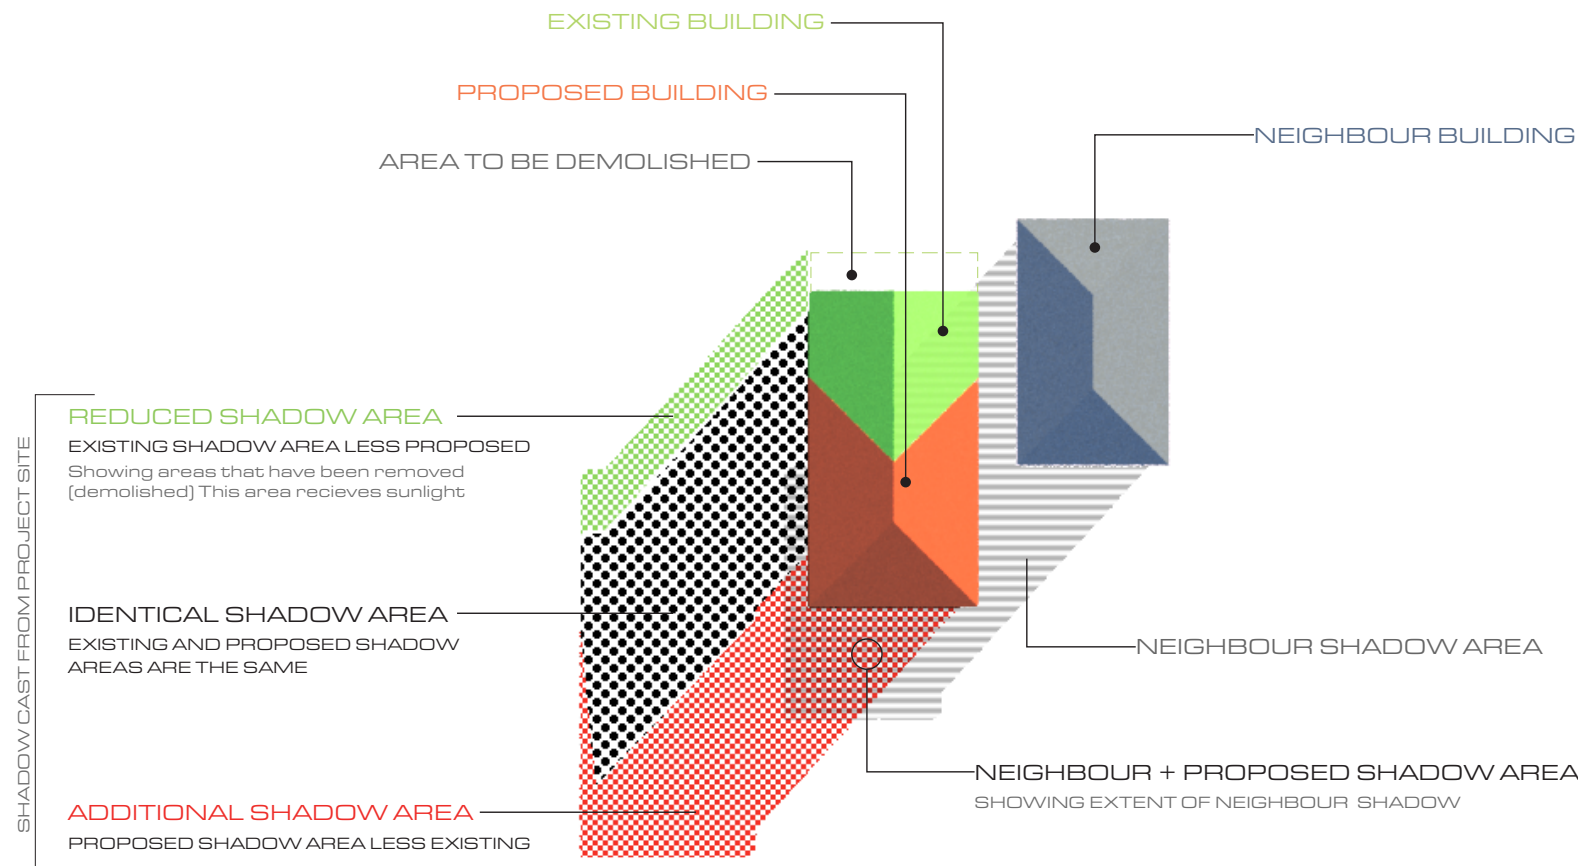 EXISTING BUILDING
PROPOSED BUILDING
NEIGHBOUR BUILDING
AREA TO BE DEMOLISHED
SHADOW CAST FROM PROJECT SITE
REDUCED SHADOW AREA
EXISTING SHADOW AREA LESS PROPOSED
Showing areas that have been removed
(demolished) This area recieves sunlight
IDENTICAL SHADOW AREA
EXISTING AND PROPOSED SHADOW
AREAS ARE THE SAME
NEIGHBOUR SHADOW AREA
NEIGHBOUR + PROPOSED SHADOW AREA
SHOWING EXTENT OF NEIGHBOUR SHADOW
ADDITIONAL SHADOW AREA
PROPOSED SHADOW AREA LESS EXISTING